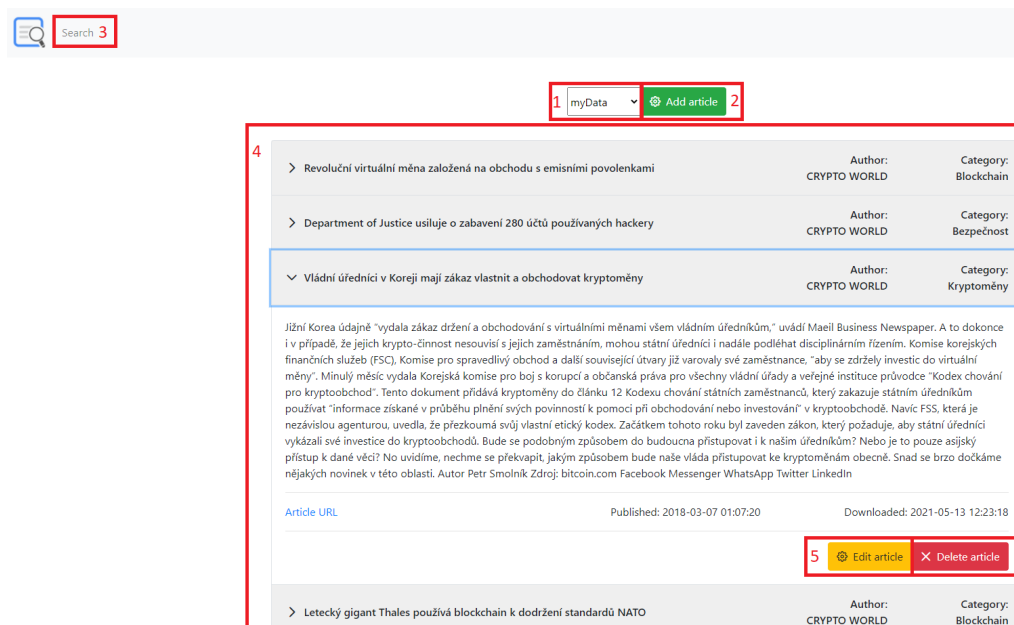 Search 3
1 myData Add article 2
4
Revoluční virtuální měna založená na obchodu s emisními povolenkami Author: CRYPTO WORLD Category: Blockchain
Department of Justice usiluje o zabavení 280 účtů používaných hackery Author: CRYPTO WORLD Category: Bezpečnost
Vládní úředníci v Koreji mají zákaz vlastnit a obchodovat kryptoměny Author: CRYPTO WORLD Category: Kryptoměny
Jižní Korea údajně "vydala zákaz držení a obchodování s virtuálními měnami všem vládním úředníkům," uvádí Maeil Business Newspaper. A to dokonce
i v případě, že jejich krypto-činnost nesouvisí s jejich zaměstnáním, mohou státní úředníci i nadále podléhat disciplinárním řízením. Komise korejských
finančních služeb (FSC), Komise pro spravedlivý obchod a další související útvary již varovaly své zaměstnance, "aby se zdržely investic do virtuální
měny". Minulý měsíc vydala Korejská komise pro boj s korupcí a občanská práva pro všechny vládní úřady a veřejné instituce průvodce "Kodex chování
pro kryptoobchod". Tento dokument přidává kryptoměny do článku 12 Kodexu chování státních zaměstnanců, který zakazuje státním úředníkům
používat "informace získané v průběhu plnění svých povinností k pomoci při obchodování nebo investování" v kryptoobchodě. Navíc FSS, která je
nezávislou agenturou, uvedla, že přezkoumá svůj vlastní etický kodex. Začátkem tohoto roku byl zaveden zákon, který požaduje, aby státní úředníci
vykázali své investice do kryptoobchodů. Bude se podobným způsobem do budoucna přistupovat i k našim úředníkům? Nebo je to pouze asijský
přístup k dané věci? No uvidíme, nechme se překvapit, jakým způsobem bude naše vláda přistupovat ke kryptoměnám obecně. Snad se brzo dočkáme
nějakých novinek v této oblasti. Autor Petr Smolník Zdroj: bitcoin.com Facebook Messenger WhatsApp Twitter LinkedIn
Article URL Published: 2018-03-07 01:07:20 Downloaded: 2021-05-13 12:23:18
5 Edit article Delete article
Letecký gigant Thales používá blockchain k dodržení standardů NATO Author: CRYPTO WORLD Category: Blockchain